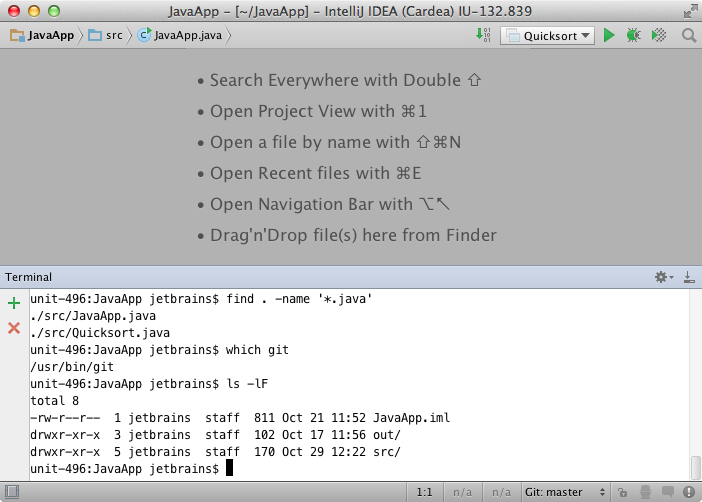 JavaApp - [~/JavaApp] - IntelliJ IDEA (Cardea) IU-132.839
JavaApp src JavaApp.java Quicksort
• Search Everywhere with Double ⇧
• Open Project View with ⌘1
• Open a file by name with ⇧⌘N
• Open Recent files with ⌘E
• Open Navigation Bar with ⌥↖
• Drag'n'Drop file(s) here from Finder
Terminal
unit-496:JavaApp jetbrains$ find . -name '*.java'
./src/JavaApp.java
./src/Quicksort.java
unit-496:JavaApp jetbrains$ which git
/usr/bin/git
unit-496:JavaApp jetbrains$ ls -lF
total 8
-rw-r--r--  1 jetbrains  staff  811 Oct 21 11:52 JavaApp.iml
drwxr-xr-x  3 jetbrains  staff  102 Oct 17 11:56 out/
drwxr-xr-x  5 jetbrains  staff  170 Oct 29 12:22 src/
unit-496:JavaApp jetbrains$
1:1 n/a n/a Git: master